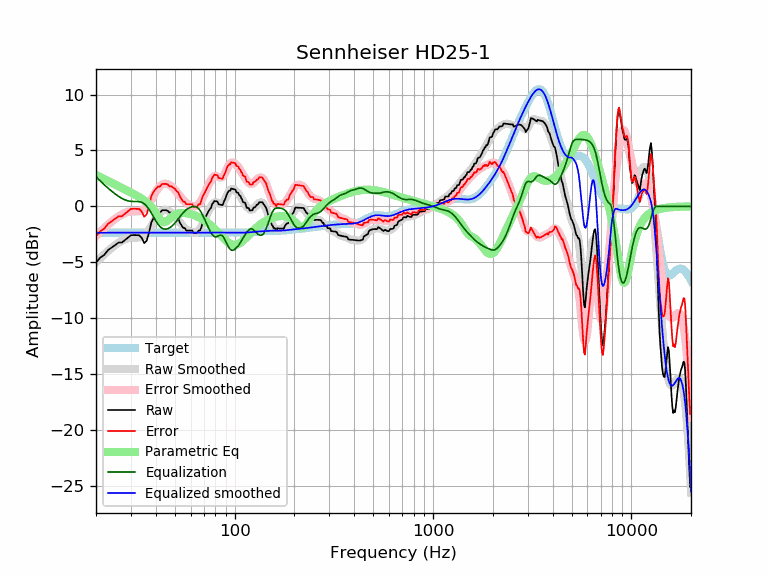 Sennheiser HD25-1
Amplitude (dBr)
10
5
0
−5
−10
−15
−20
−25
Target
Raw Smoothed
Error Smoothed
Raw
Error
Parametric Eq
Equalization
Equalized smoothed
100
1000
10000
Frequency (Hz)